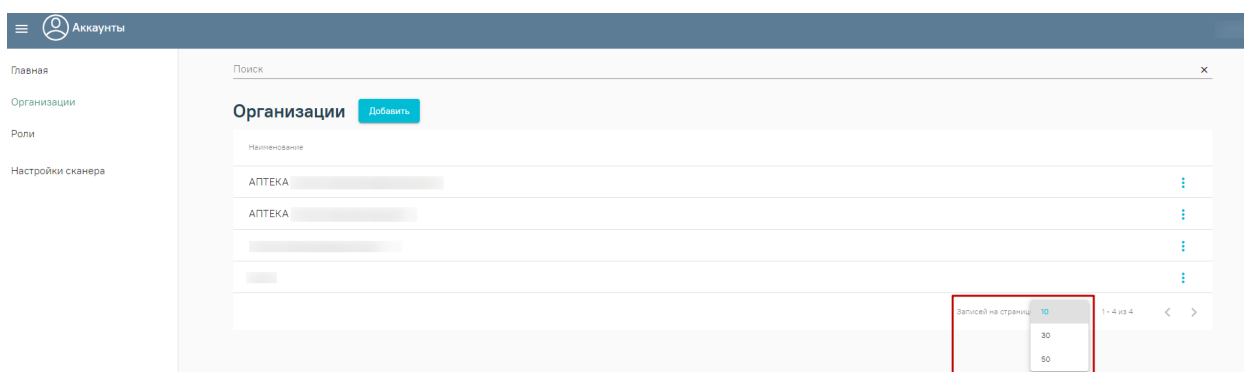 Аккаунты
Главная
Организации
Роли
Настройки сканера
Поиск
Организации Добавить
Наименование
АПТЕКА
АПТЕКА
Записей на страниц 10 1 - 4 из 4
30
50